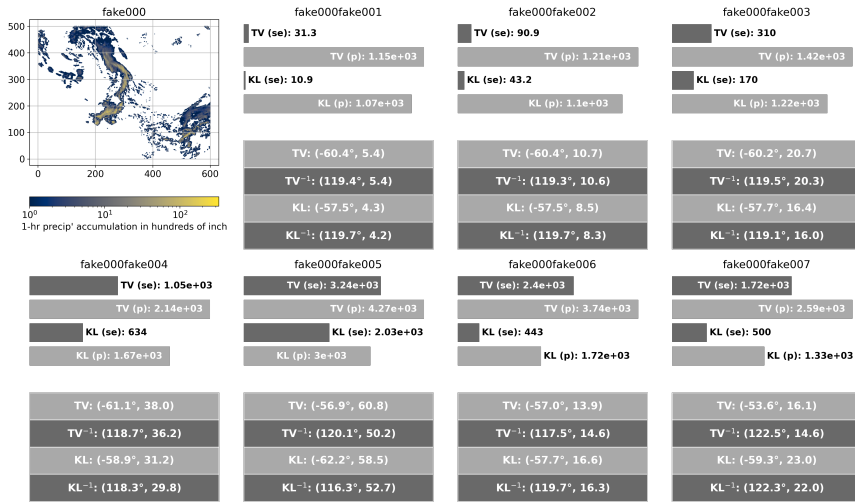 fake000
500
400
300
200
100
0
0 200 400 600
10⁰ 10¹ 10²
1-hr precip' accumulation in hundreds of inch
fake000fake001
TV (se): 31.3
TV (p): 1.15e+03
KL (se): 10.9
KL (p): 1.07e+03
TV: (-60.4°, 5.4)
TV⁻¹: (119.4°, 5.4)
KL: (-57.5°, 4.3)
KL⁻¹: (119.7°, 4.2)
fake000fake002
TV (se): 90.9
TV (p): 1.21e+03
KL (se): 43.2
KL (p): 1.1e+03
TV: (-60.4°, 10.7)
TV⁻¹: (119.3°, 10.6)
KL: (-57.5°, 8.5)
KL⁻¹: (119.7°, 8.3)
fake000fake003
TV (se): 310
TV (p): 1.42e+03
KL (se): 170
KL (p): 1.22e+03
TV: (-60.2°, 20.7)
TV⁻¹: (119.5°, 20.3)
KL: (-57.7°, 16.4)
KL⁻¹: (119.1°, 16.0)
fake000fake004
TV (se): 1.05e+03
TV (p): 2.14e+03
KL (se): 634
KL (p): 1.67e+03
TV: (-61.1°, 38.0)
TV⁻¹: (118.7°, 36.2)
KL: (-58.9°, 31.2)
KL⁻¹: (118.3°, 29.8)
fake000fake005
TV (se): 3.24e+03
TV (p): 4.27e+03
KL (se): 2.03e+03
KL (p): 3e+03
TV: (-56.9°, 60.8)
TV⁻¹: (120.1°, 50.2)
KL: (-62.2°, 58.5)
KL⁻¹: (116.3°, 52.7)
fake000fake006
TV (se): 2.4e+03
TV (p): 3.74e+03
KL (se): 443
KL (p): 1.72e+03
TV: (-57.0°, 13.9)
TV⁻¹: (117.5°, 14.6)
KL: (-57.7°, 16.6)
KL⁻¹: (119.7°, 16.3)
fake000fake007
TV (se): 1.72e+03
TV (p): 2.59e+03
KL (se): 500
KL (p): 1.33e+03
TV: (-53.6°, 16.1)
TV⁻¹: (122.5°, 14.6)
KL: (-59.3°, 23.0)
KL⁻¹: (122.3°, 22.0)